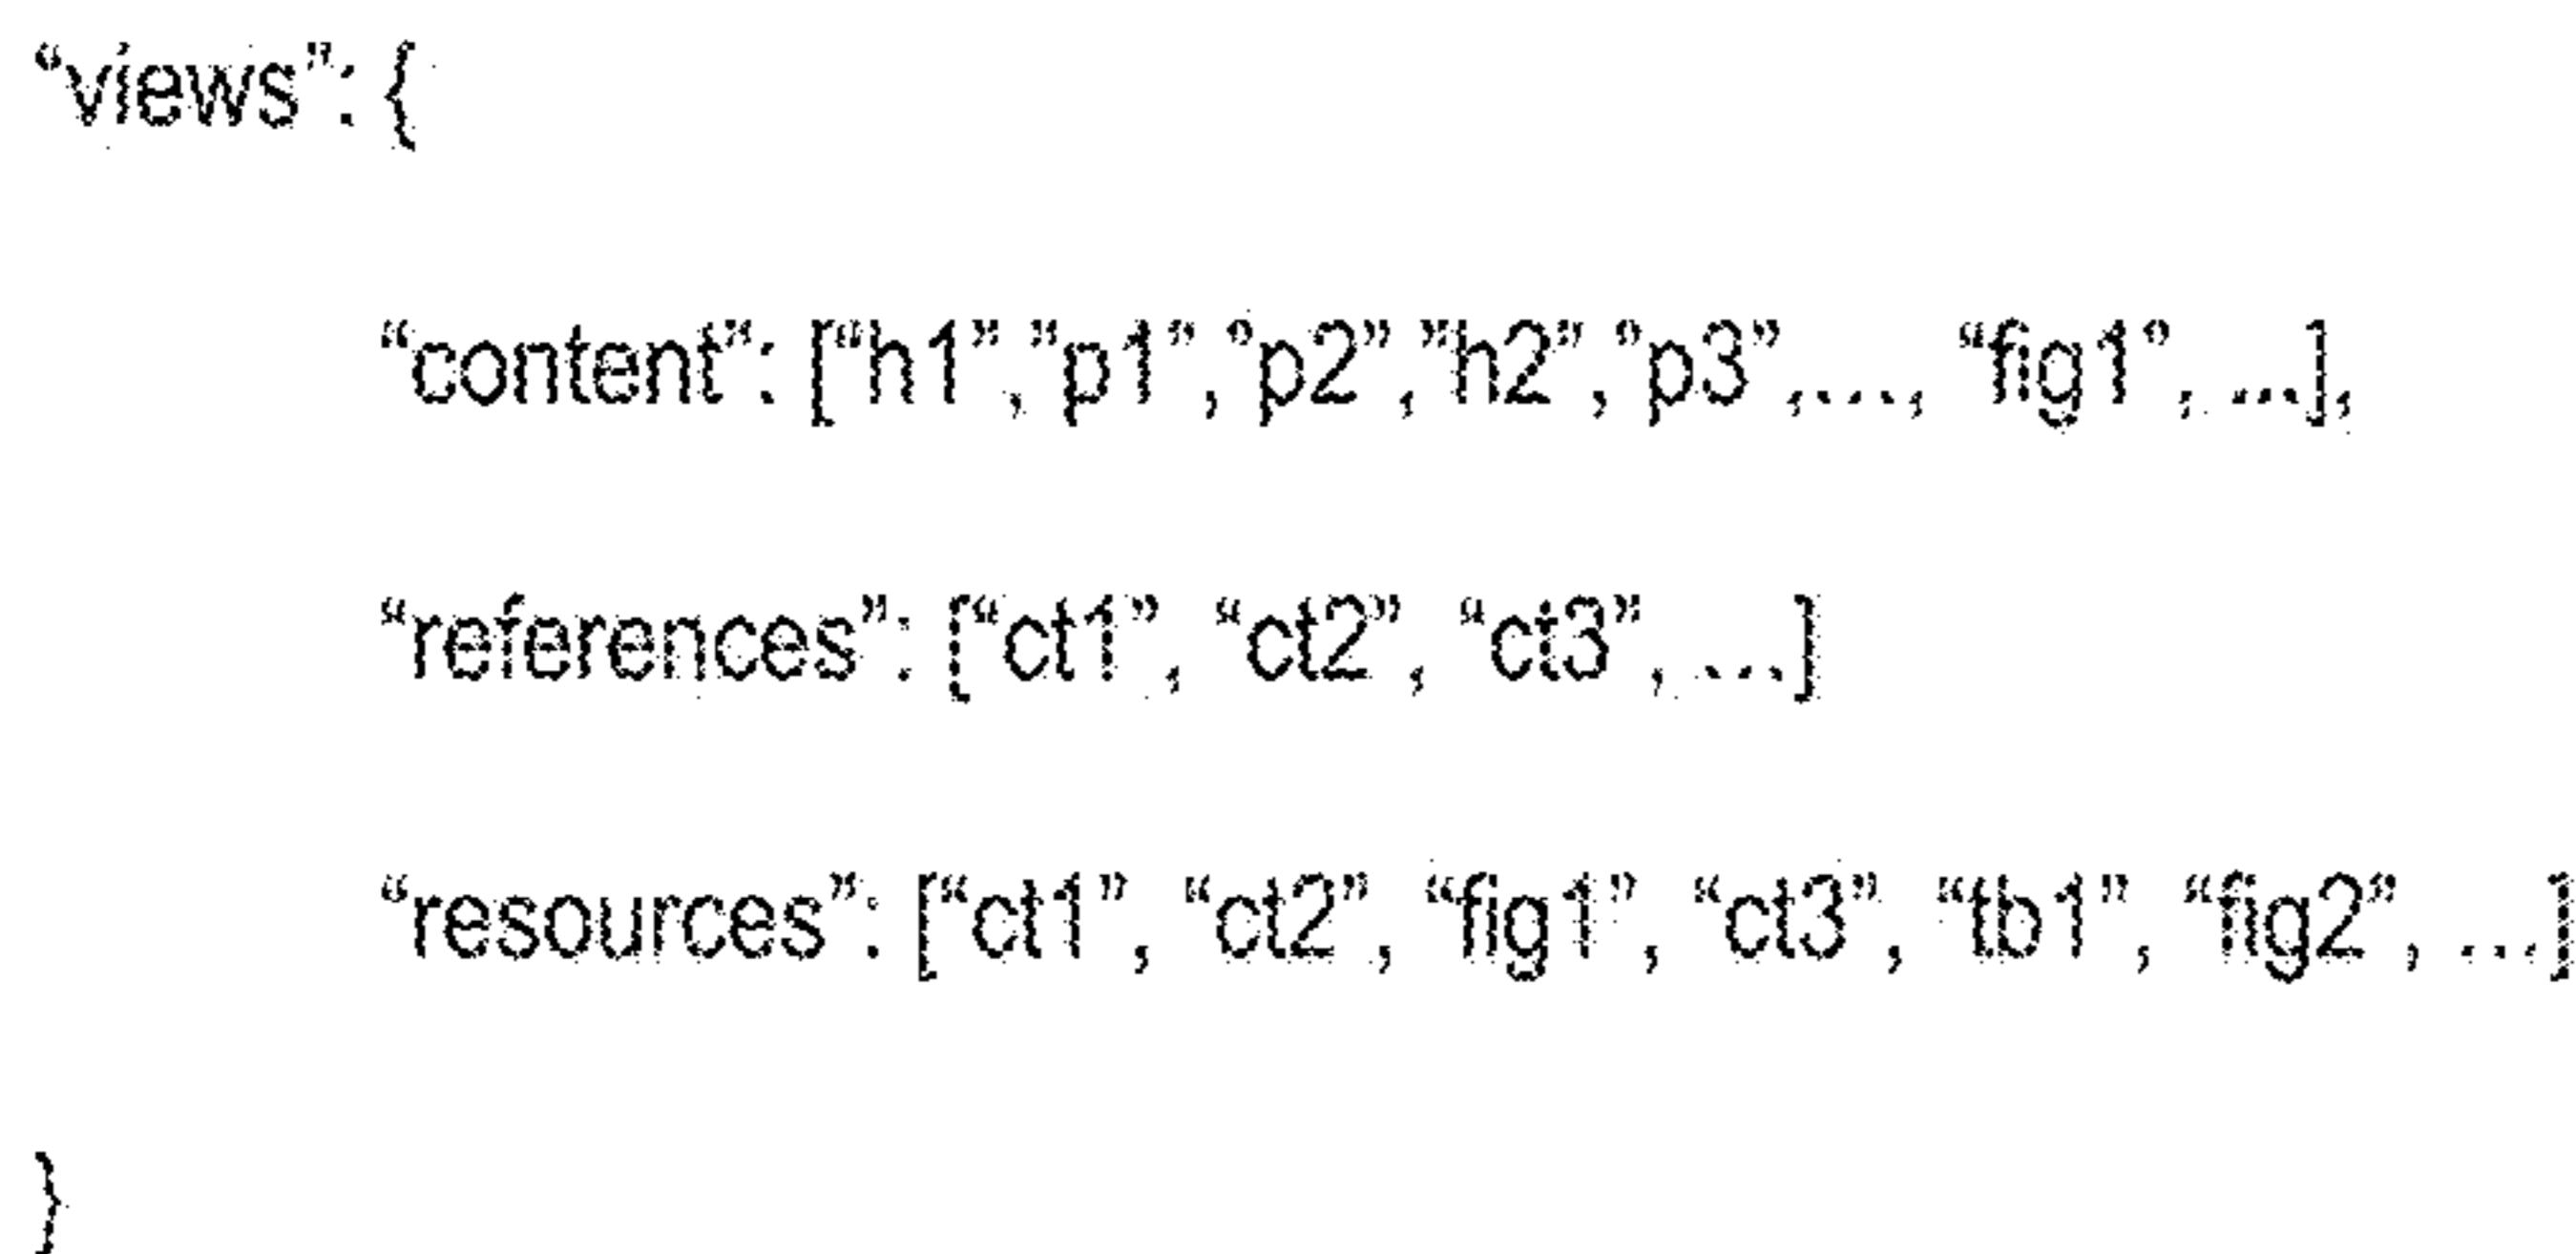 “views”: {
“content”: [“h1”,”p1”,”p2”,”h2”,”p3”,..., “fig1”, ...],
“references”: [“ct1”, “ct2”, “ct3”, ...]
“resources”: [“ct1”, “ct2”, “fig1”, “ct3”, “tb1”, “fig2”, ...]
}